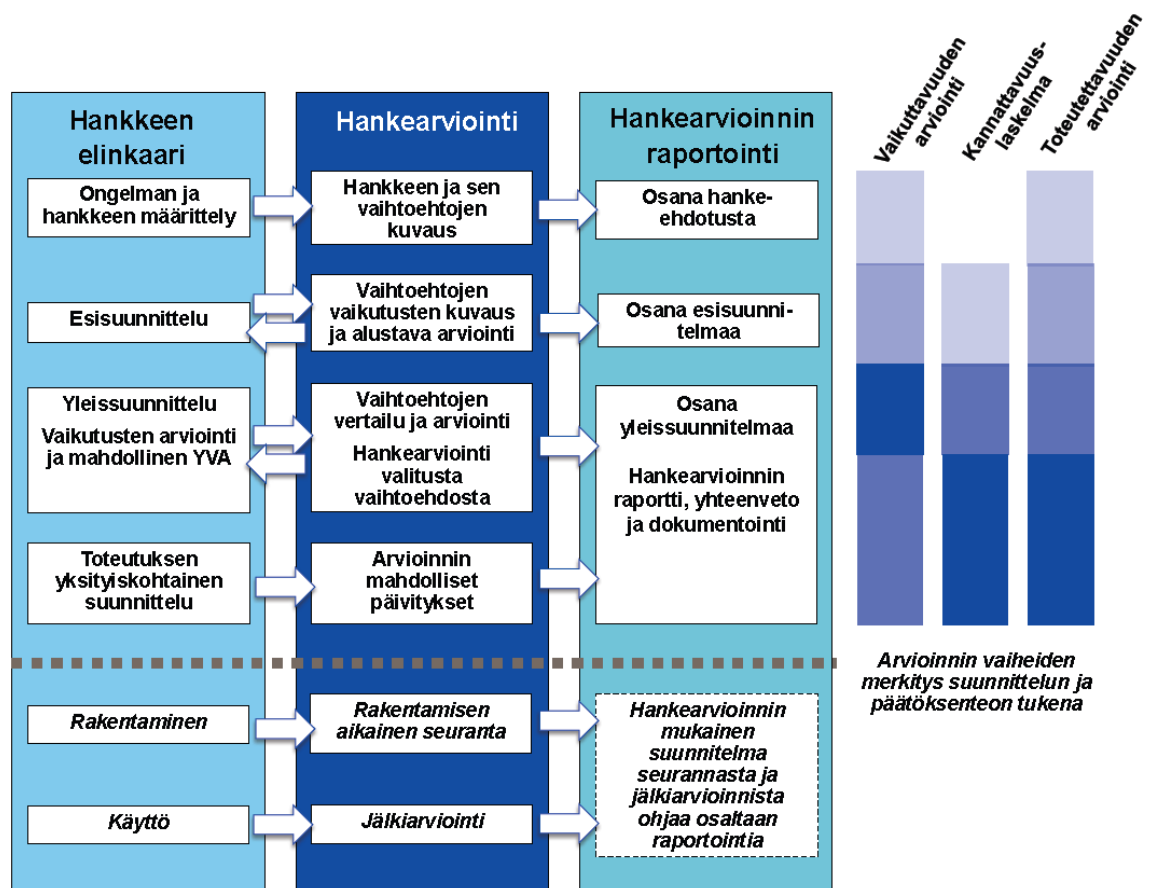 Hankkeen
elinkaari
Hankearviointi
Hankearvioinnin
raportointi
Vaikuttavuuden
arviointi
Kannattavuus-
laskelma
Toteutettavuuden
arviointi
Ongelman ja
hankkeen määrittely
Hankkeen ja sen
vaihtoehtojen
kuvaus
Osana hanke-
ehdotusta
Esisuunnittelu
Vaihtoehtojen
vaikutusten kuvaus
ja alustava arviointi
Osana esisuunni-
telmaa
Yleissuunnittelu
Vaikutusten arviointi
ja mahdollinen YVA
Vaihtoehtojen
vertailu ja arviointi
Hankearviointi
valitusta
vaihtoehdosta
Osana
yleissuunnitelmaa
Hankearvioinnin
raportti, yhteenveto
ja dokumentointi
Toteutuksen
yksityiskohtainen
suunnittelu
Arvioinnin
mahdolliset
päivitykset
Arvioinnin vaiheiden
merkitys suunnittelun ja
päätöksenteon tukena
Rakentaminen
Rakentamisen
aikainen seuranta
Hankearvioinnin
mukainen
suunnitelma
seurannasta ja
jälkiarvioinnista
ohjaa osaltaan
raportointia
Käyttö
Jälkiarviointi